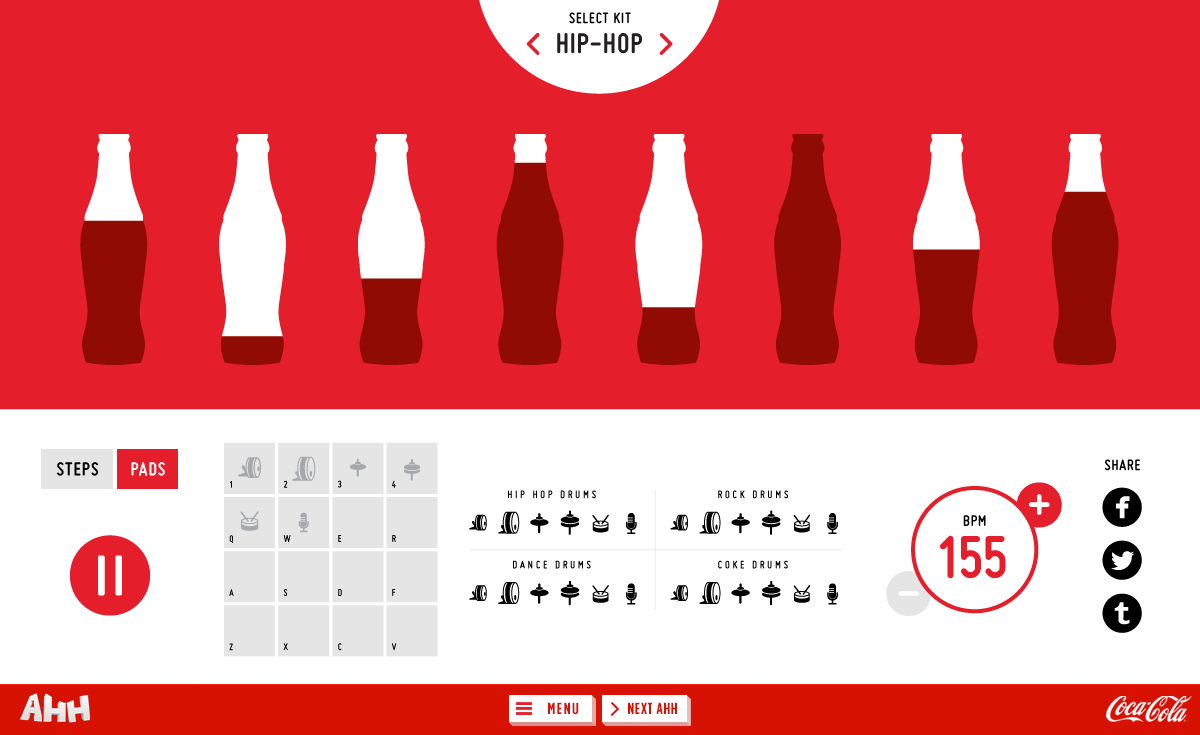 SELECT KIT
HIP-HOP
STEPS PADS
1 2 3 4
Q W E R
A S D F
Z X C V
HIP HOP DRUMS
ROCK DRUMS
DANCE DRUMS
COKE DRUMS
BPM
155
SHARE
f
t
AHH
MENU
NEXT AHH
Coca-Cola